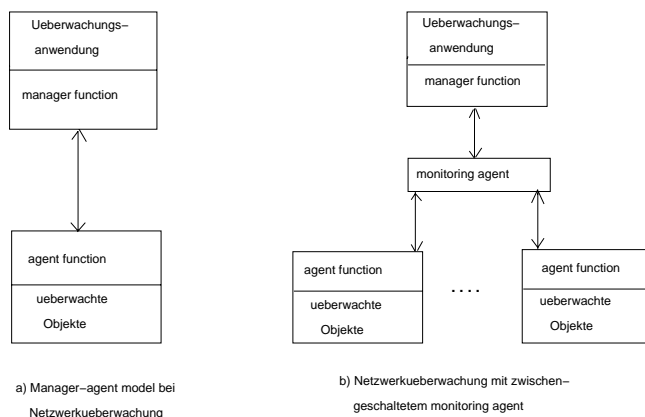 Ueberwachungs–
anwendung
manager function
agent function
ueberwachte
Objekte
a) Manager–agent model bei
Netzwerkueberwachung
Ueberwachungs–
anwendung
manager function
monitoring agent
agent function
ueberwachte
Objekte
....
agent function
ueberwachte
Objekte
b) Netzwerkueberwachung mit zwischen–
geschaltetem monitoring agent